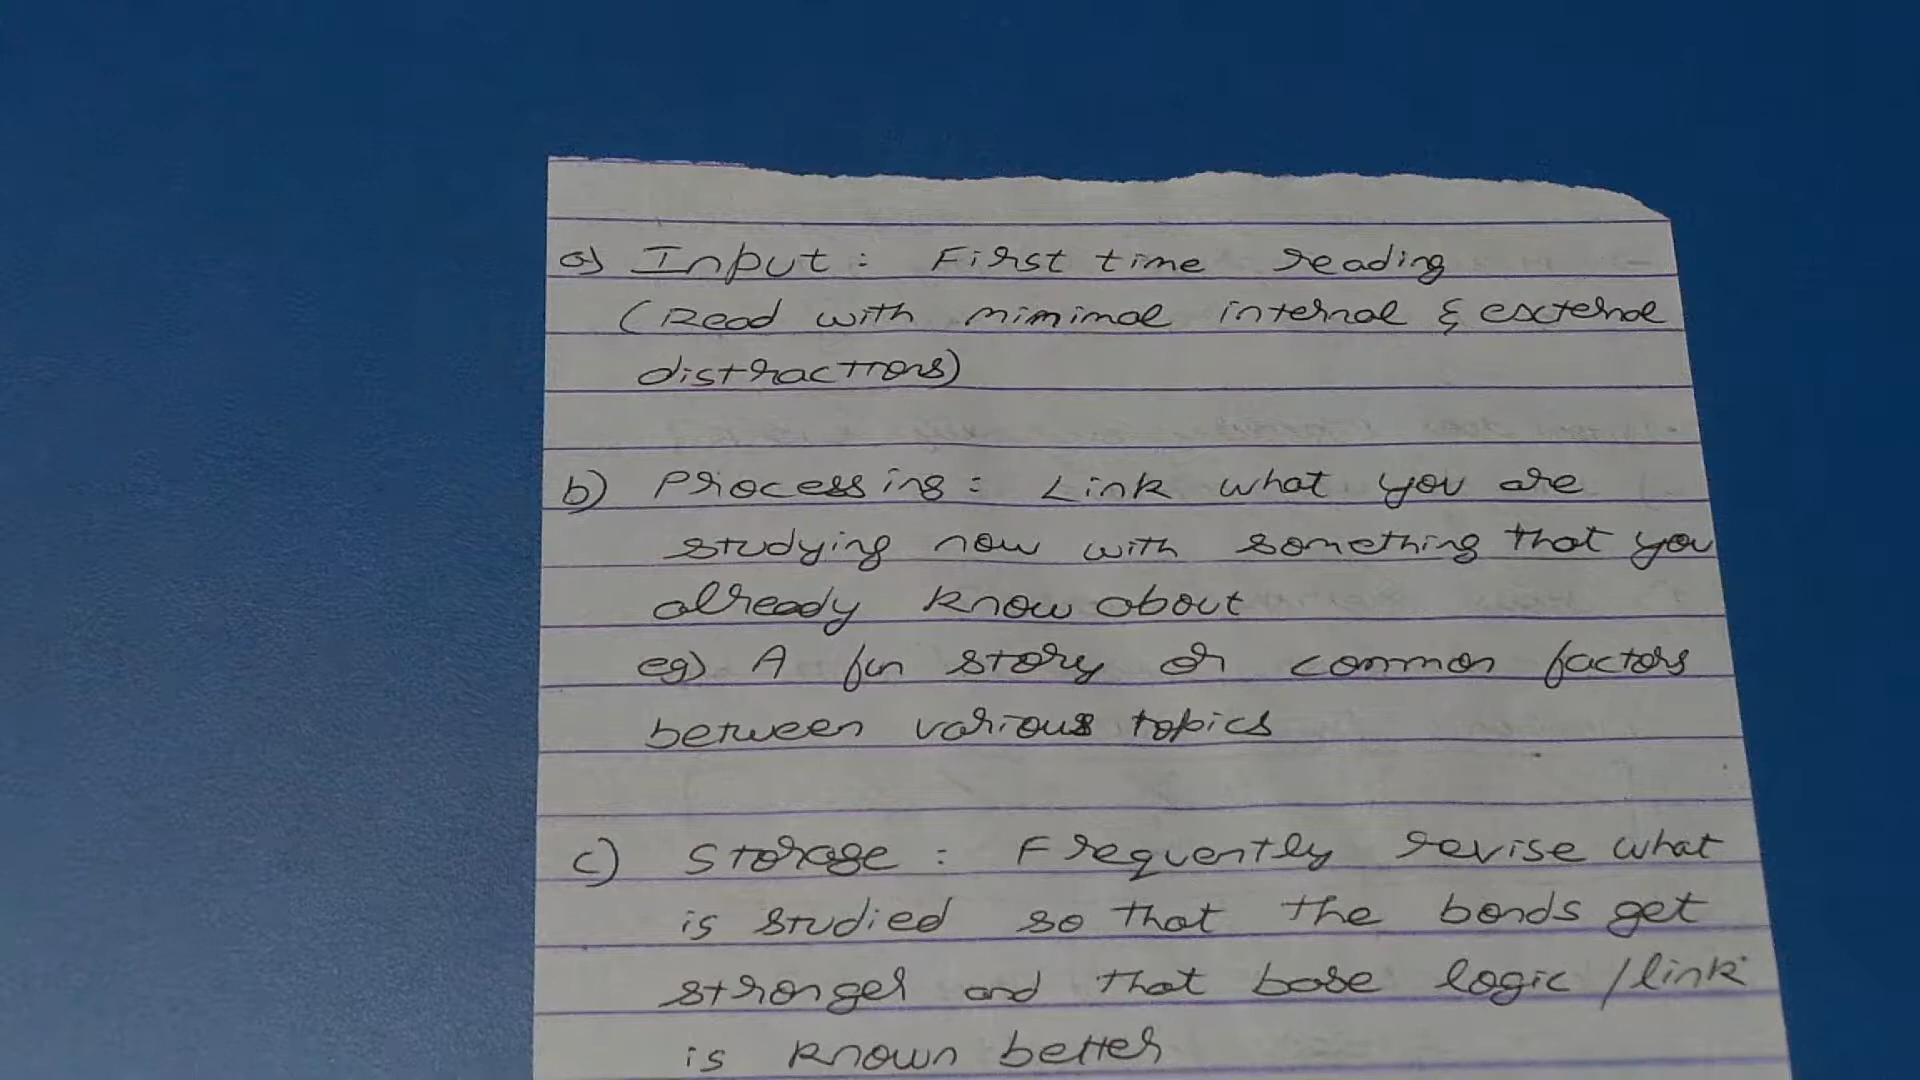 a) Input : First time reading
(Read with minimal internal & external
distractions)
b) Processing : Link what you are
studying now with something that you
already know about
eg) A fun story or common factors
between various topics
c) Storage : Frequently revise what
is studied so that the bonds get
stronger and that base logic / link
is known better